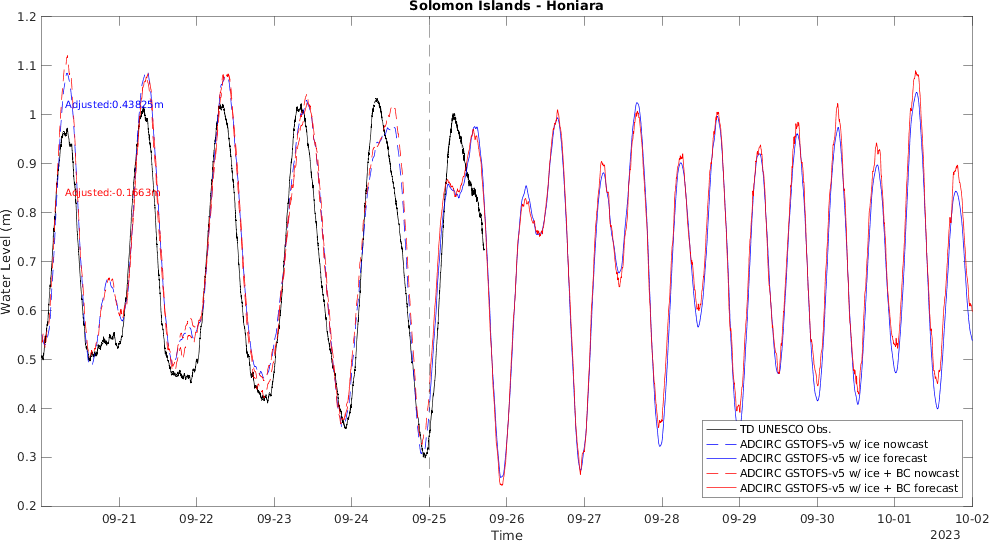 Solomon Islands - Honiara
1.2
1.1
1
0.9
0.8
0.7
0.6
0.5
0.4
0.3
0.2
Water Level (m)
Adjusted:0.43825m
Adjusted:-0.1663m
TD UNESCO Obs.
ADCIRC GSTOFS-v5 w/ ice nowcast
ADCIRC GSTOFS-v5 w/ ice forecast
ADCIRC GSTOFS-v5 w/ ice + BC nowcast
ADCIRC GSTOFS-v5 w/ ice + BC forecast
09-21 09-22 09-23 09-24 09-25 09-26 09-27 09-28 09-29 09-30 10-01 10-02
Time
2023